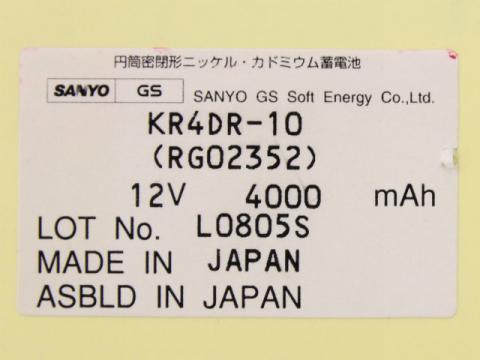 円筒密閉形ニッケル・カドミウム蓄電池
SANYO GS SANYO GS Soft Energy Co.,Ltd.
KR4DR-10
(RG02352)
12V 4000 mAh
LOT No. L0805S
MADE IN JAPAN
ASBLD IN JAPAN